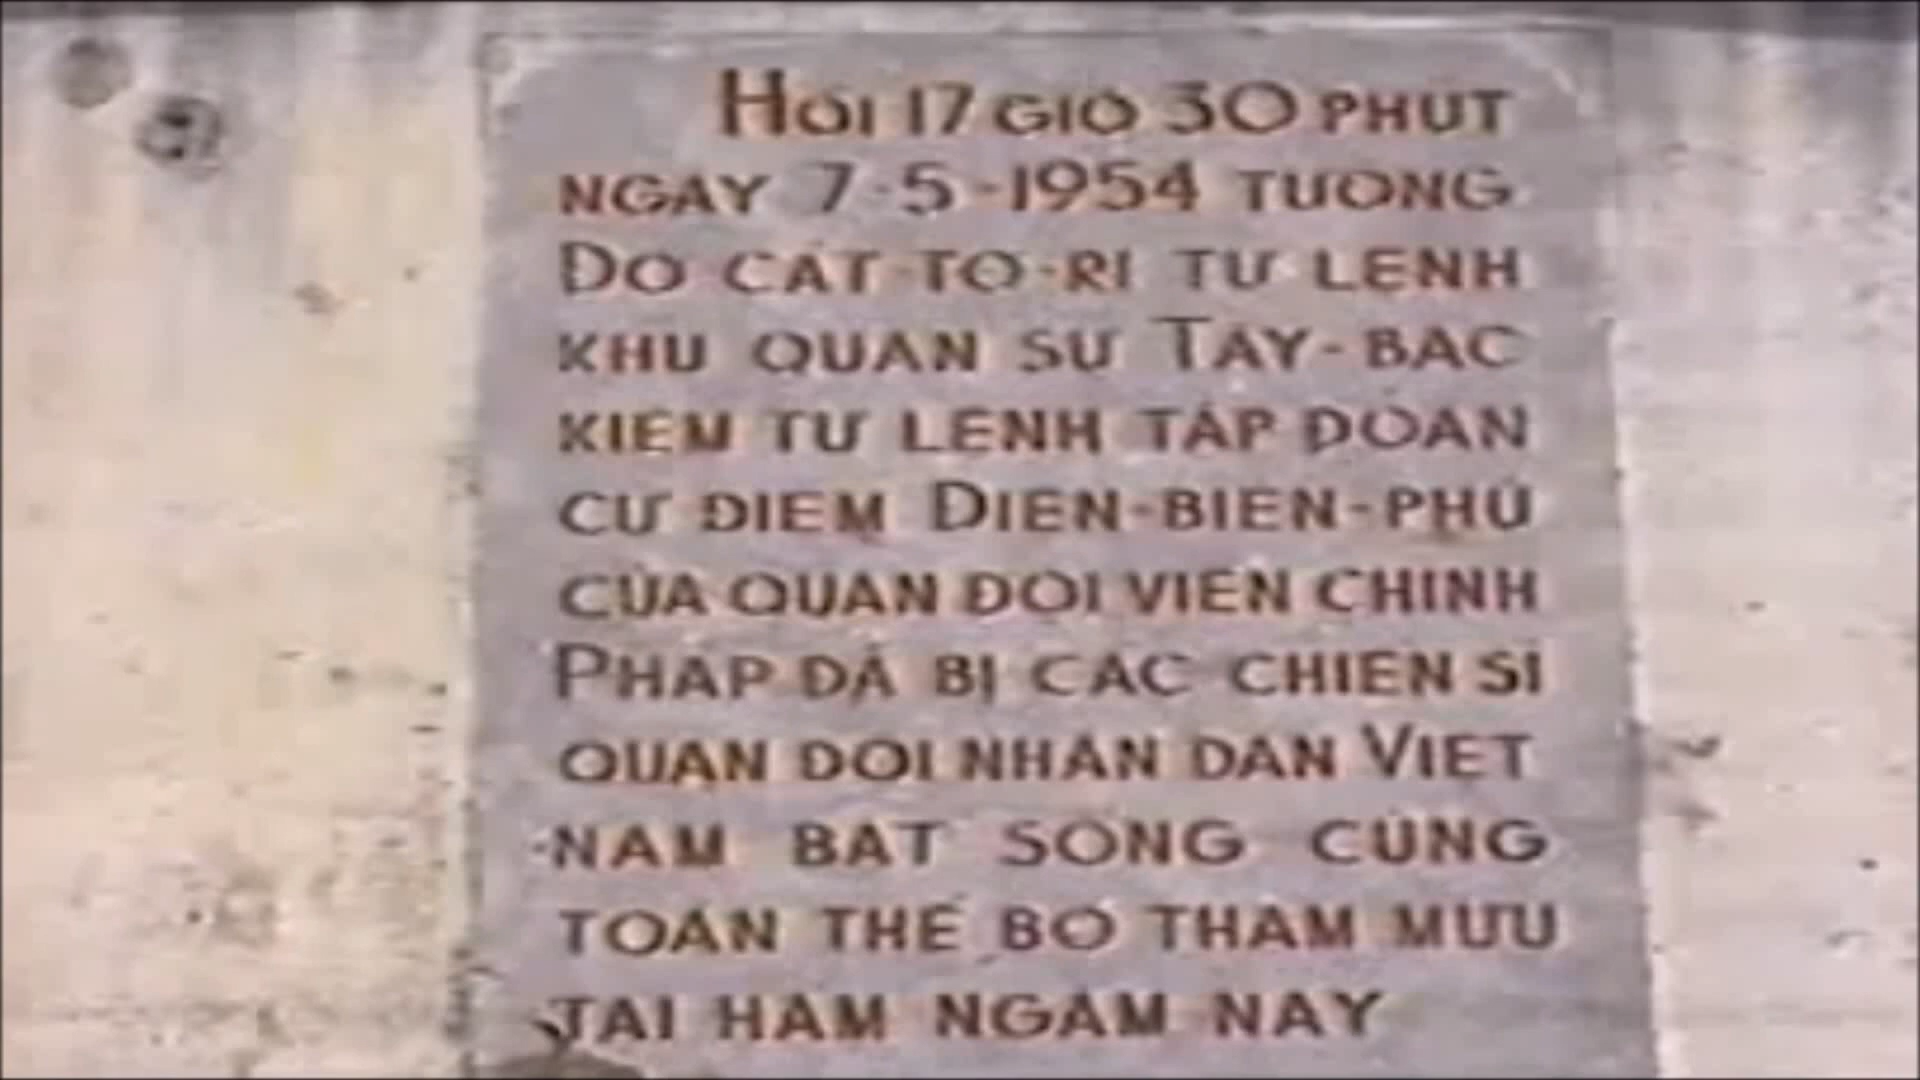 HỒI 17 GIỜ 30 PHÚT
NGÀY 7-5-1954 TƯỚNG
ĐỜ CÁT-TƠ-RI TƯ LỆNH
KHU QUÂN SỰ TÂY-BẮC
KIÊM TƯ LỆNH TẬP ĐOÀN
CỨ ĐIỂM ĐIỆN-BIÊN-PHỦ
CỦA QUÂN ĐỘI VIỄN CHINH
PHÁP ĐÃ BỊ CÁC CHIẾN SĨ
QUÂN ĐỘI NHÂN DÂN VIỆT
NAM BẮT SỐNG CÙNG
TOÀN THỂ BỘ THAM MƯU
TẠI HẦM NGẦM NÀY